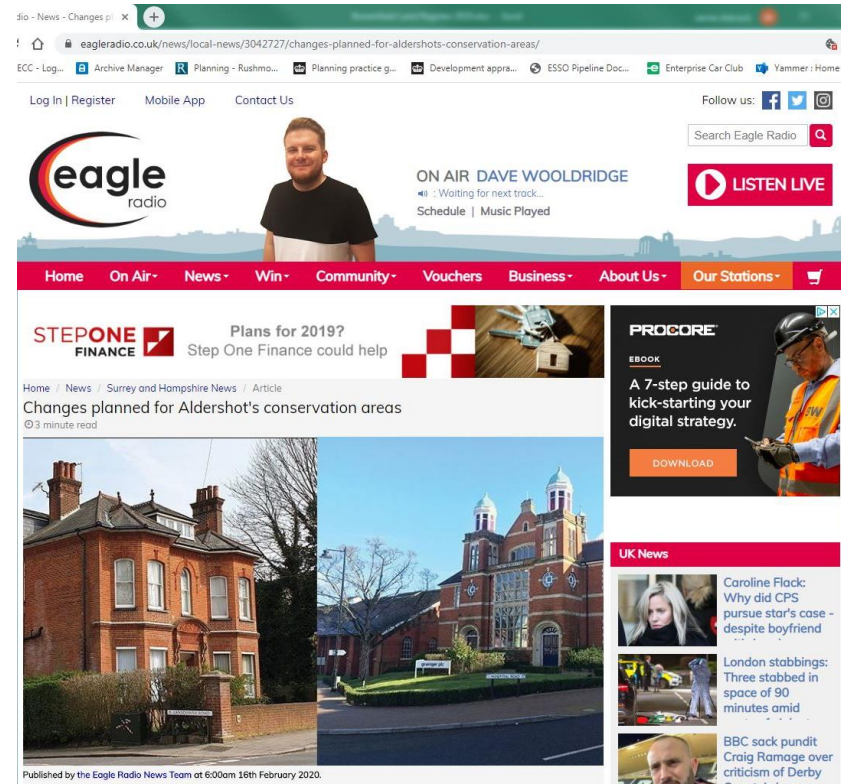 dio - News - Changes pl
eagleradio.co.uk/news/local-news/3042727/changes-planned-for-aldershots-conservation-areas/
ECC - Log... Archive Manager Planning - Rushmo... Planning practice g... Development appra... ESSO Pipeline Doc... Enterprise Car Club Yammer : Home
Log In | Register Mobile App Contact Us Follow us:
Search Eagle Radio
eagle
radio
ON AIR DAVE WOOLDRIDGE
: Waiting for next track...
Schedule | Music Played
LISTEN LIVE
Home On Air News Win Community Vouchers Business About Us Our Stations
STEPONE
FINANCE
Plans for 2019?
Step One Finance could help
PROCORE
EBOOK
A 7-step guide to
kick-starting your
digital strategy.
DOWNLOAD
Home / News / Surrey and Hampshire News / Article
Changes planned for Aldershot's conservation areas
3 minute read
grainger plc
HOSPITAL ROAD
Published by the Eagle Radio News Team at 6:00am 16th February 2020.
UK News
Caroline Flack:
Why did CPS
pursue star's case -
despite boyfriend
London stabbings:
Three stabbed in
space of 90
minutes amid
BBC sack pundit
Craig Ramage over
criticism of Derby